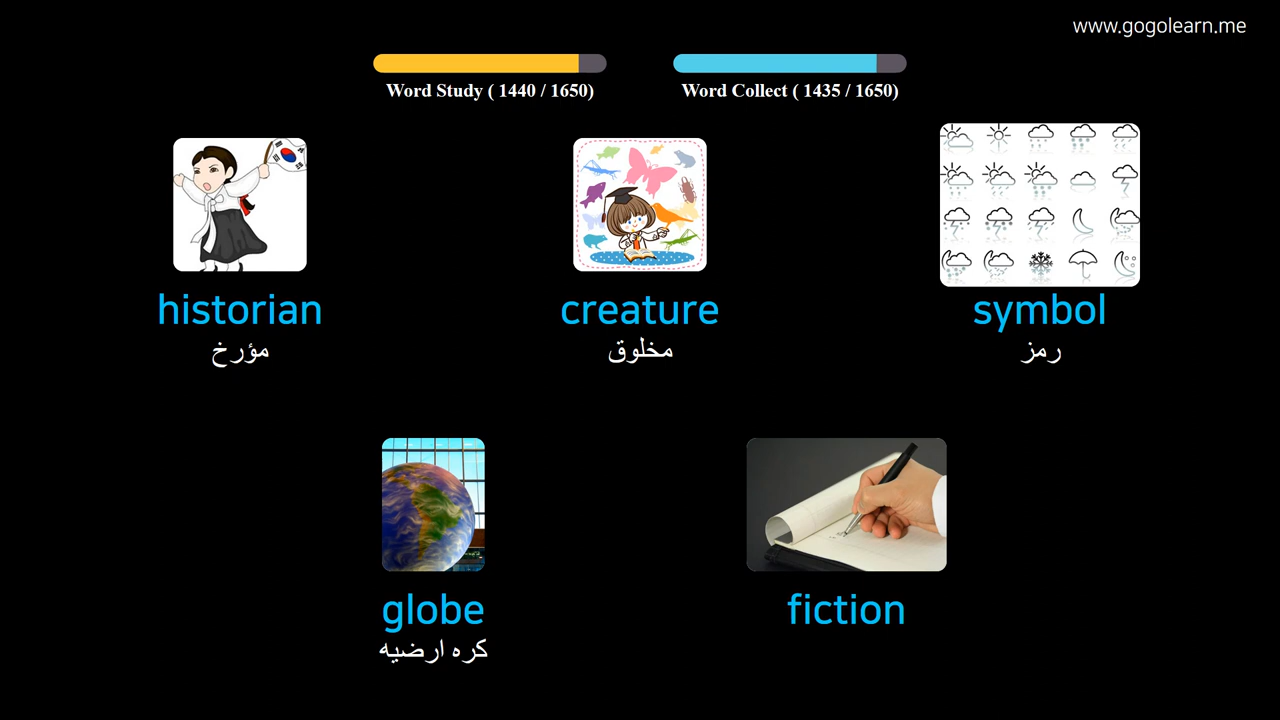 www.gogolearn.me
Word Study ( 1440 / 1650)
Word Collect ( 1435 / 1650)
historian
مؤرخ
creature
مخلوق
symbol
رمز
globe
كره ارضيه
fiction